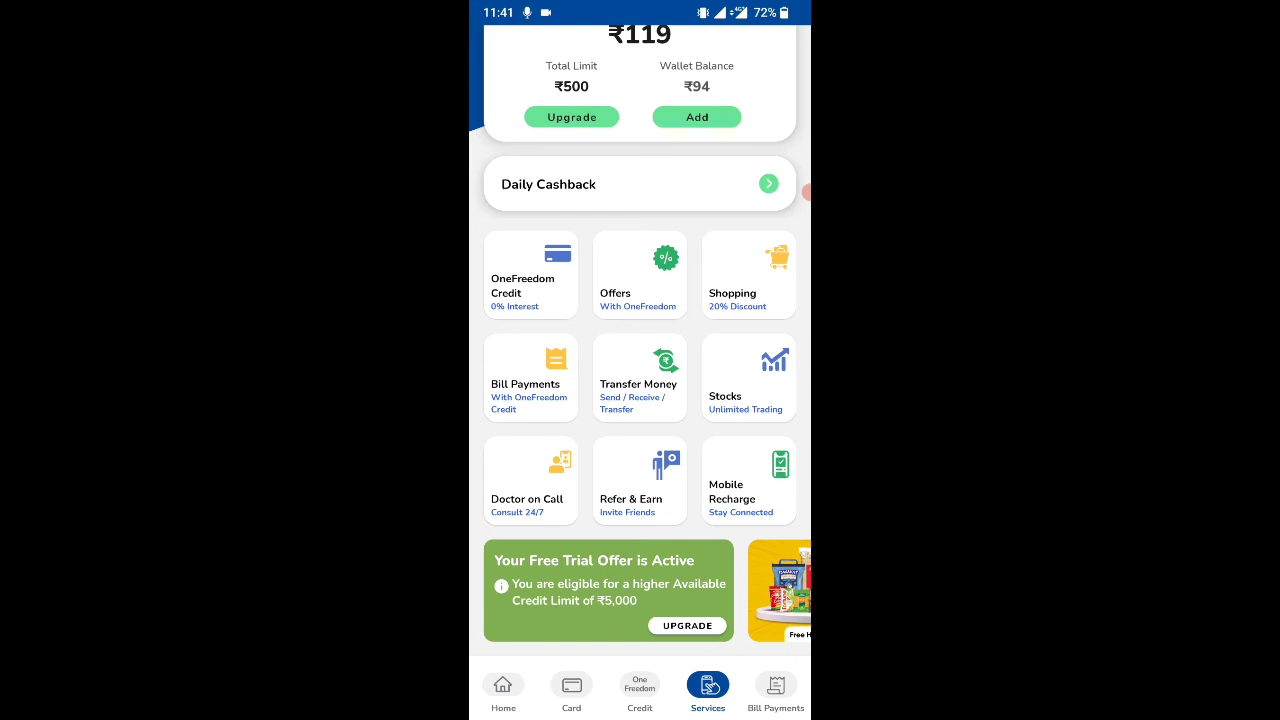 11:41
4G
72%
₹119
Total Limit
Wallet Balance
₹500
₹94
Upgrade
Add
Daily Cashback
OneFreedom
Credit
0% Interest
Offers
With OneFreedom
Shopping
20% Discount
Bill Payments
With OneFreedom
Credit
Transfer Money
Send / Receive /
Transfer
Stocks
Unlimited Trading
Doctor on Call
Consult 24/7
Refer & Earn
Invite Friends
Mobile
Recharge
Stay Connected
Your Free Trial Offer is Active
You are eligible for a higher Available
Credit Limit of ₹5,000
UPGRADE
Free H
One
Freedom
Home
Card
Credit
Services
Bill Payments